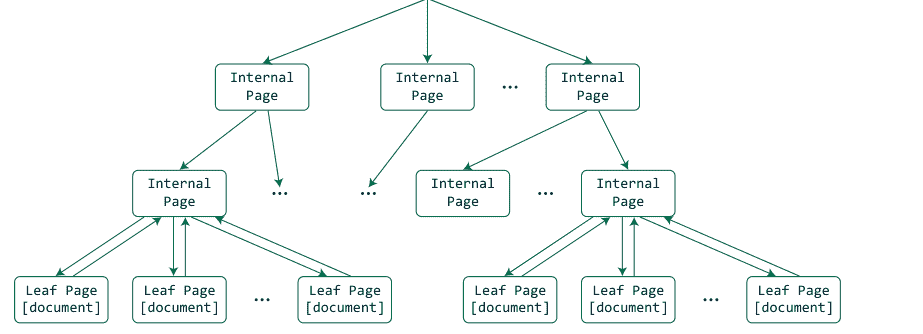 Internal
Page
Internal
Page
...
Internal
Page
Internal
Page
...
...
Internal
Page
...
Internal
Page
Leaf Page
[document]
Leaf Page
[document]
...
Leaf Page
[document]
Leaf Page
[document]
Leaf Page
[document]
...
Leaf Page
[document]